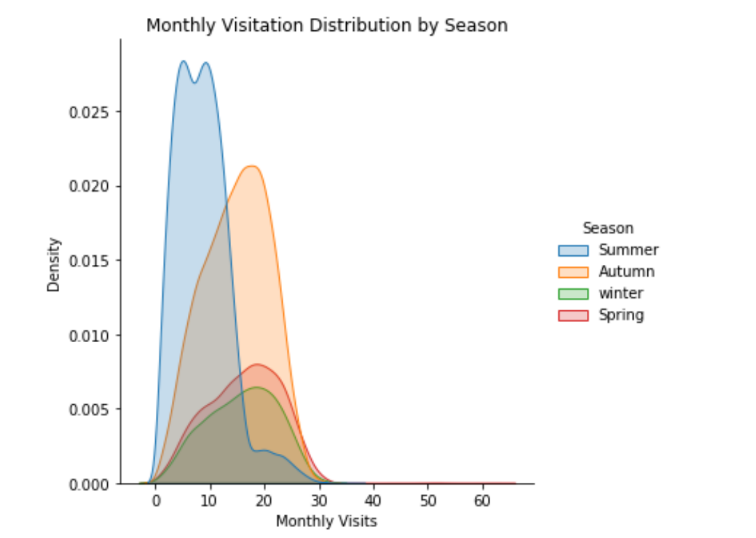 Monthly Visitation Distribution by Season
0.025
0.020
0.015
0.010
0.005
0.000
Density
0 10 20 30 40 50 60
Monthly Visits
Season
Summer
Autumn
winter
Spring